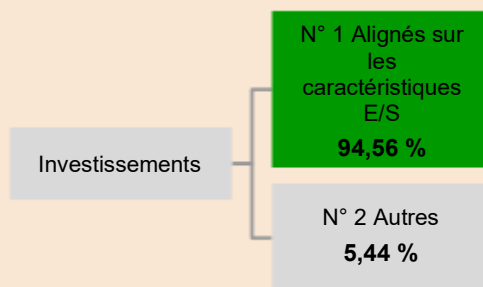 N° 1 Alignés sur
les
caractéristiques
E/S
94,56 %
Investissements
N° 2 Autres
5,44 %